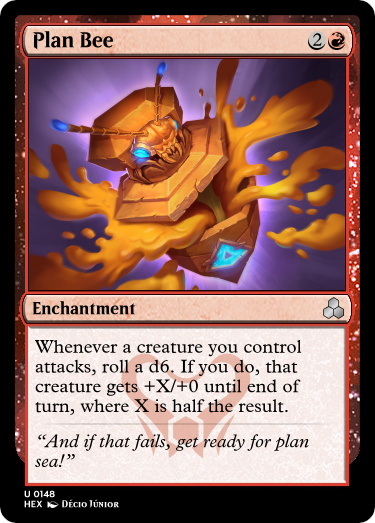 Plan Bee 2
Enchantment
Whenever a creature you control
attacks, roll a d6. If you do, that
creature gets +X/+0 until end of
turn, where X is half the result.
“And if that fails, get ready for plan
sea!”
U 0148
HEX Décio Júnior